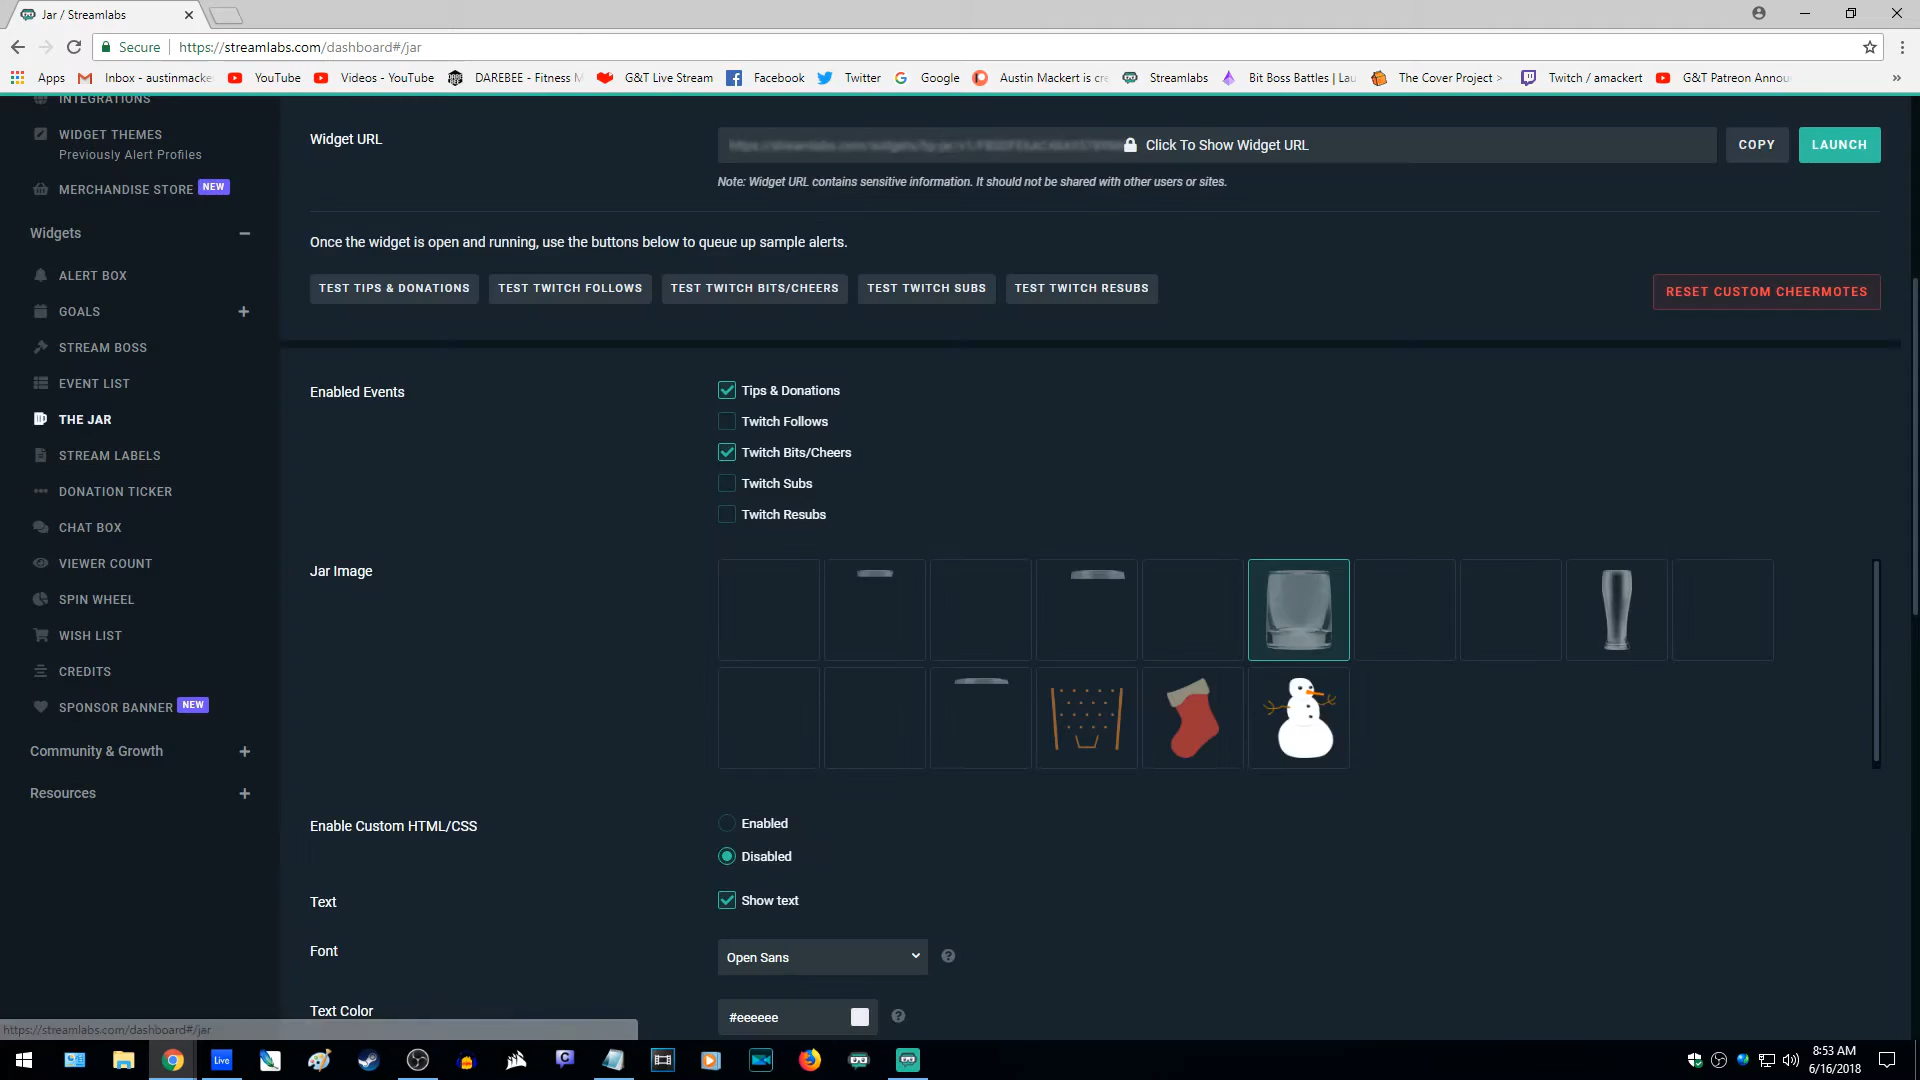 Jar / Streamlabs
Secure https://streamlabs.com/dashboard#/jar
Apps Inbox - austinmacke YouTube Videos - YouTube DAREBEE - Fitness G&T Live Stream Facebook Twitter Google Austin Mackert is cre Streamlabs Bit Boss Battles | Lau The Cover Project > Twitch / amackert G&T Patreon Annou »
INTEGRATIONS
WIDGET THEMES
Previously Alert Profiles
MERCHANDISE STORE NEW
Widgets
ALERT BOX
GOALS
STREAM BOSS
EVENT LIST
THE JAR
STREAM LABELS
DONATION TICKER
CHAT BOX
VIEWER COUNT
SPIN WHEEL
WISH LIST
CREDITS
SPONSOR BANNER NEW
Community & Growth
Resources
Widget URL
Click To Show Widget URL
COPY
LAUNCH
Note: Widget URL contains sensitive information. It should not be shared with other users or sites.
Once the widget is open and running, use the buttons below to queue up sample alerts.
TEST TIPS & DONATIONS TEST TWITCH FOLLOWS TEST TWITCH BITS/CHEERS TEST TWITCH SUBS TEST TWITCH RESUBS
RESET CUSTOM CHEERMOTES
Enabled Events
Tips & Donations
Twitch Follows
Twitch Bits/Cheers
Twitch Subs
Twitch Resubs
Jar Image
Enable Custom HTML/CSS
Enabled
Disabled
Text
Show text
Font
Open Sans
Text Color
#eeeeee
https://streamlabs.com/dashboard#/jar
Live
8:53 AM
6/16/2018